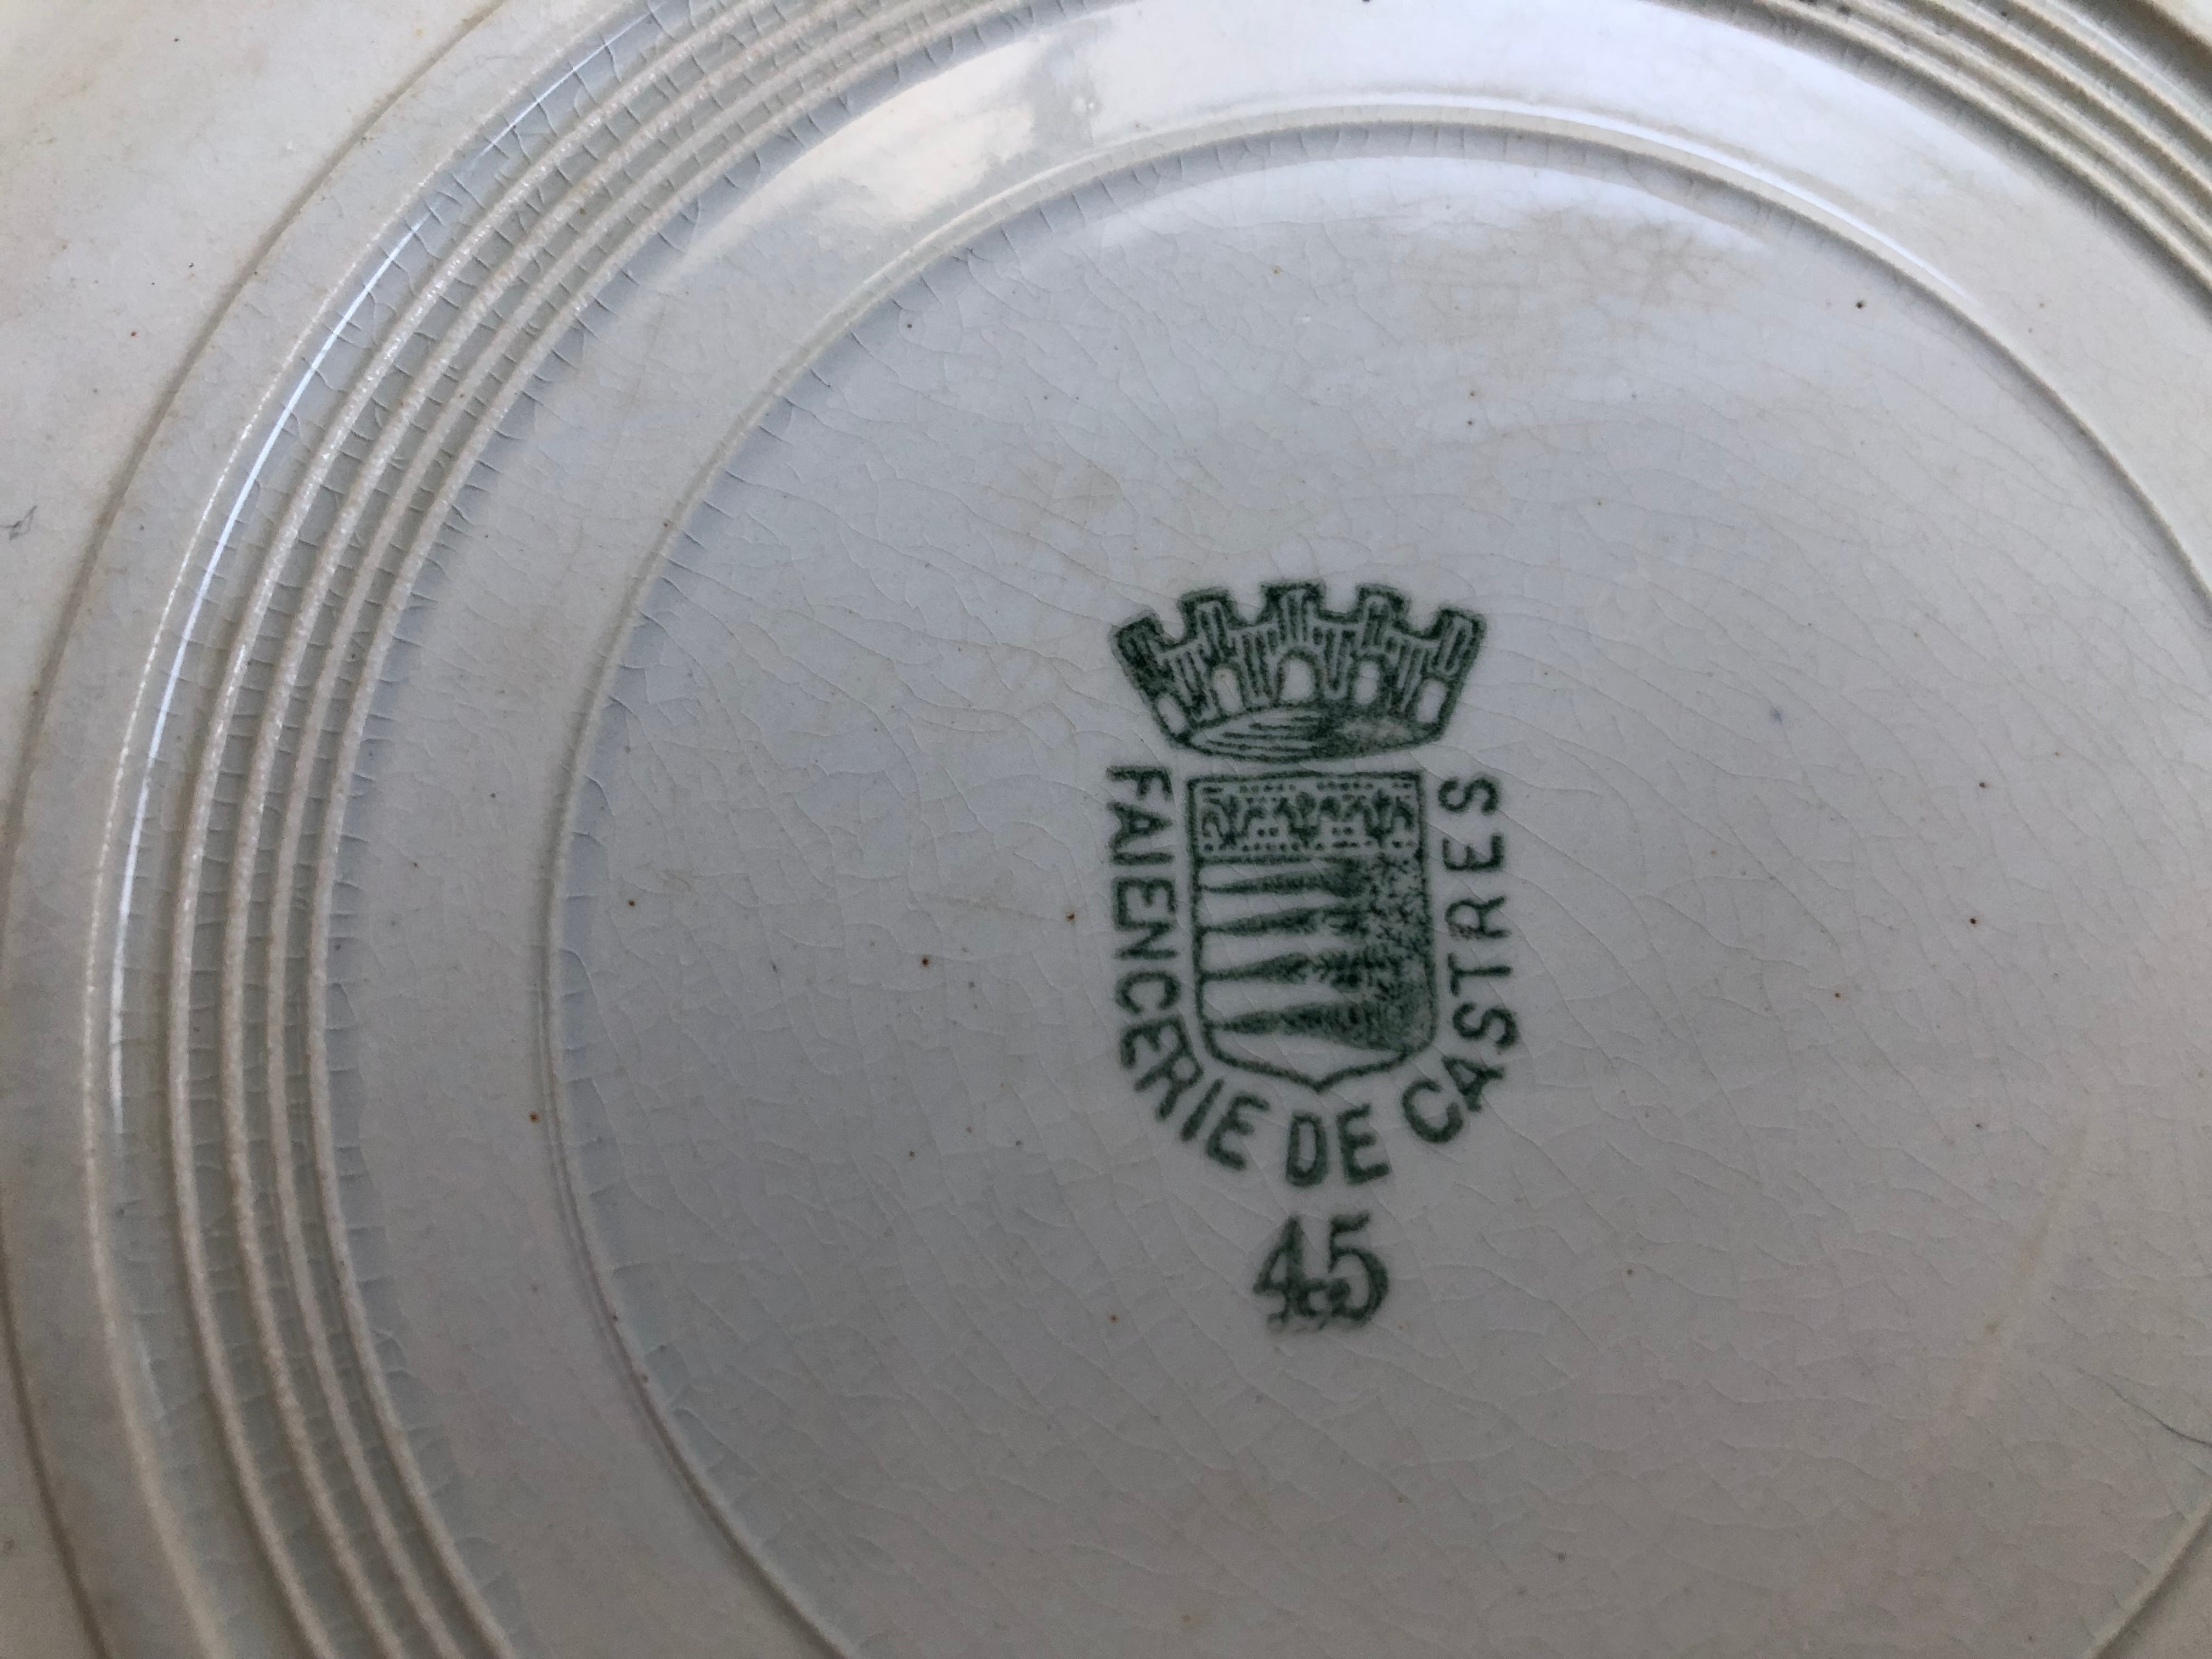 FAIENCERIE DE CASTRES
45